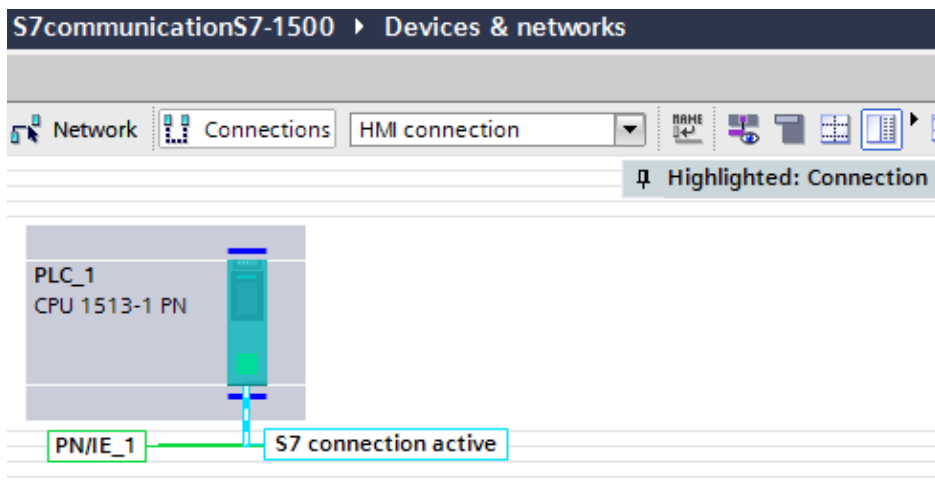 S7communicationS7-1500 ▸ Devices & networks
Network Connections HMI connection NAME
Highlighted: Connection
PLC_1
CPU 1513-1 PN
PN/IE_1 S7 connection active